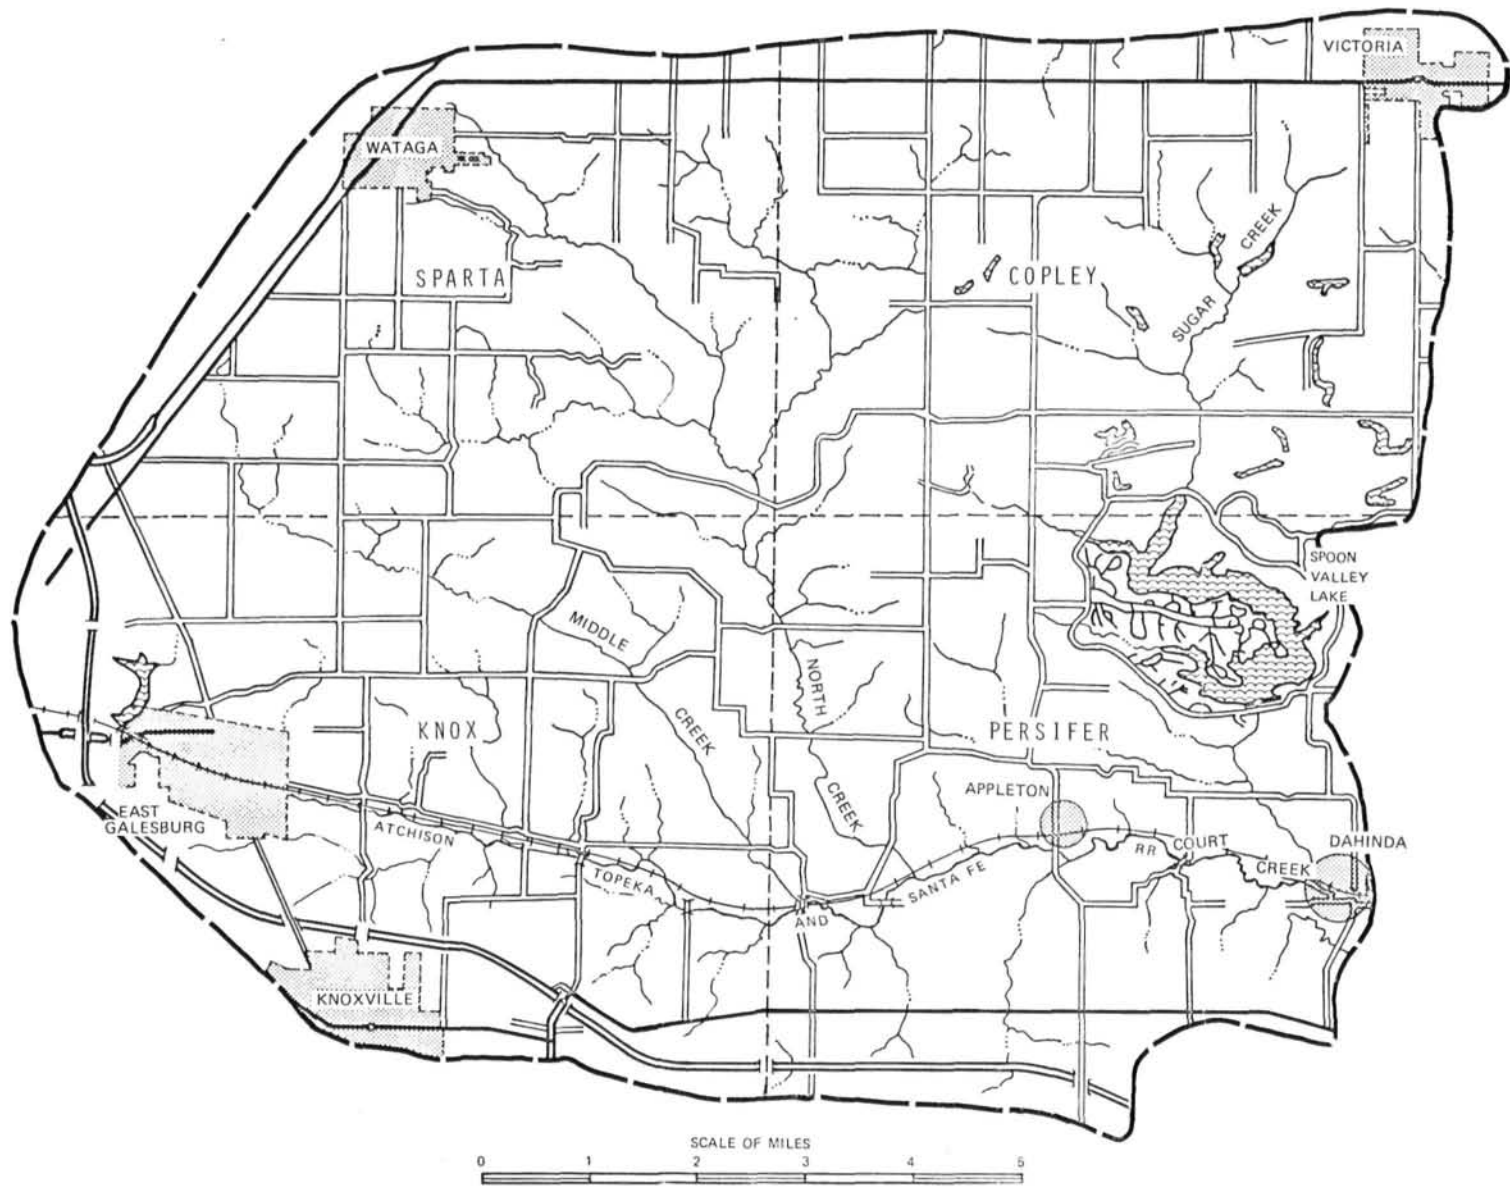 VICTORIA
WATAGA
CREEK
SPARTA
COPLEY
SUGAR
SPOON
VALLEY
LAKE
MIDDLE
NORTH
CREEK
KNOX
PERSIFER
APPLETON
CREEK
EAST
GALESBURG
ATCHISON
RR
COURT
DAHINDA
CREEK
TOPEKA
SANTA FE
AND
KNOXVILLE
SCALE OF MILES
0 1 2 3 4 5